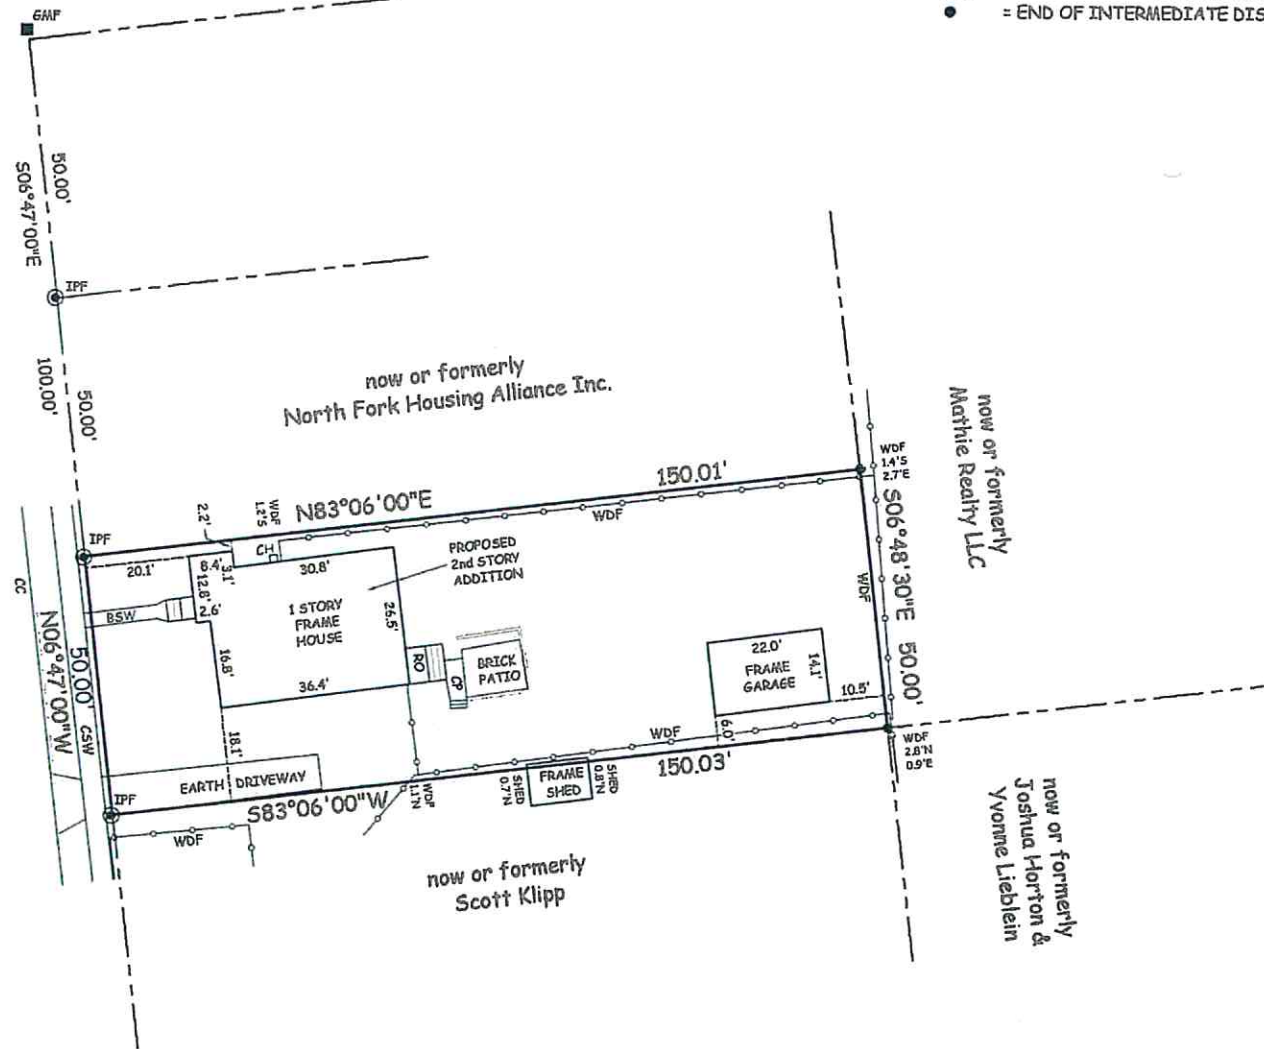 GMF
= END OF INTERMEDIATE DIS
50.00'
S06°47'00"E
IPF
100.00'
50.00'
now or formerly
North Fork Housing Alliance Inc.
now or formerly
Mathie Realty LLC
150.01'
WDF
1.4'S
2.7'E
N83°06'00"E
WDF
2.2'
WDF
1.2'S
IPF
CH
PROPOSED
2nd STORY
ADDITION
20.1'
8.4'
3.1'
30.8'
12.8'
2.6'
BSW
1 STORY
FRAME
HOUSE
26.5'
16.8'
36.4'
RO
CP
BRICK
PATIO
22.0'
FRAME
GARAGE
14.1'
10.5'
6.0'
WDF
S06°48'30"E
50.00'
CC
N06°47'00"W
50.00'
CSW
18.1'
EARTH DRIVEWAY
IPF
S83°06'00"W
WDF
1.1'N
SHED
0.7'N
FRAME
SHED
SHED
0.8'N
WDF
150.03'
WDF
2.8'N
0.9'E
WDF
now or formerly
Scott Klipp
now or formerly
Joshua Horton &
Yvonne Lieblein